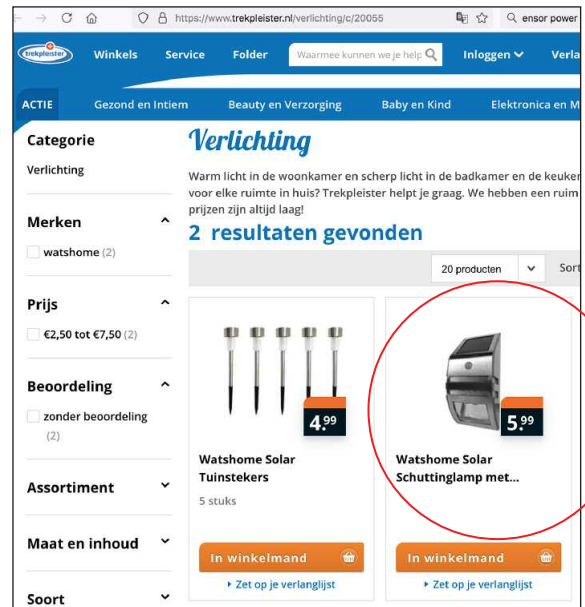 https://www.trekpleister.nl/verlichting/c/20055
ensor power
trekpleister
Winkels
Service
Folder
Waarmee kunnen we je help
Inloggen
Verla
ACTIE
Gezond en Intiem
Beauty en Verzorging
Baby en Kind
Elektronica en M
Categorie
Verlichting
Merken
watshome (2)
Prijs
€2,50 tot €7,50 (2)
Beoordeling
zonder beoordeling
(2)
Assortiment
Maat en inhoud
Soort
Verlichting
Warm licht in de woonkamer en scherp licht in de badkamer en de keuken
voor elke ruimte in huis? Trekpleister helpt je graag. We hebben een ruim
prijzen zijn altijd laag!
2 resultaten gevonden
20 producten
Sort
4.99
Watshome Solar
Tuinstekers
5 stuks
In winkelmand
Zet op je verlanglijst
5.99
Watshome Solar
Schuttinglamp met...
In winkelmand
Zet op je verlanglijst